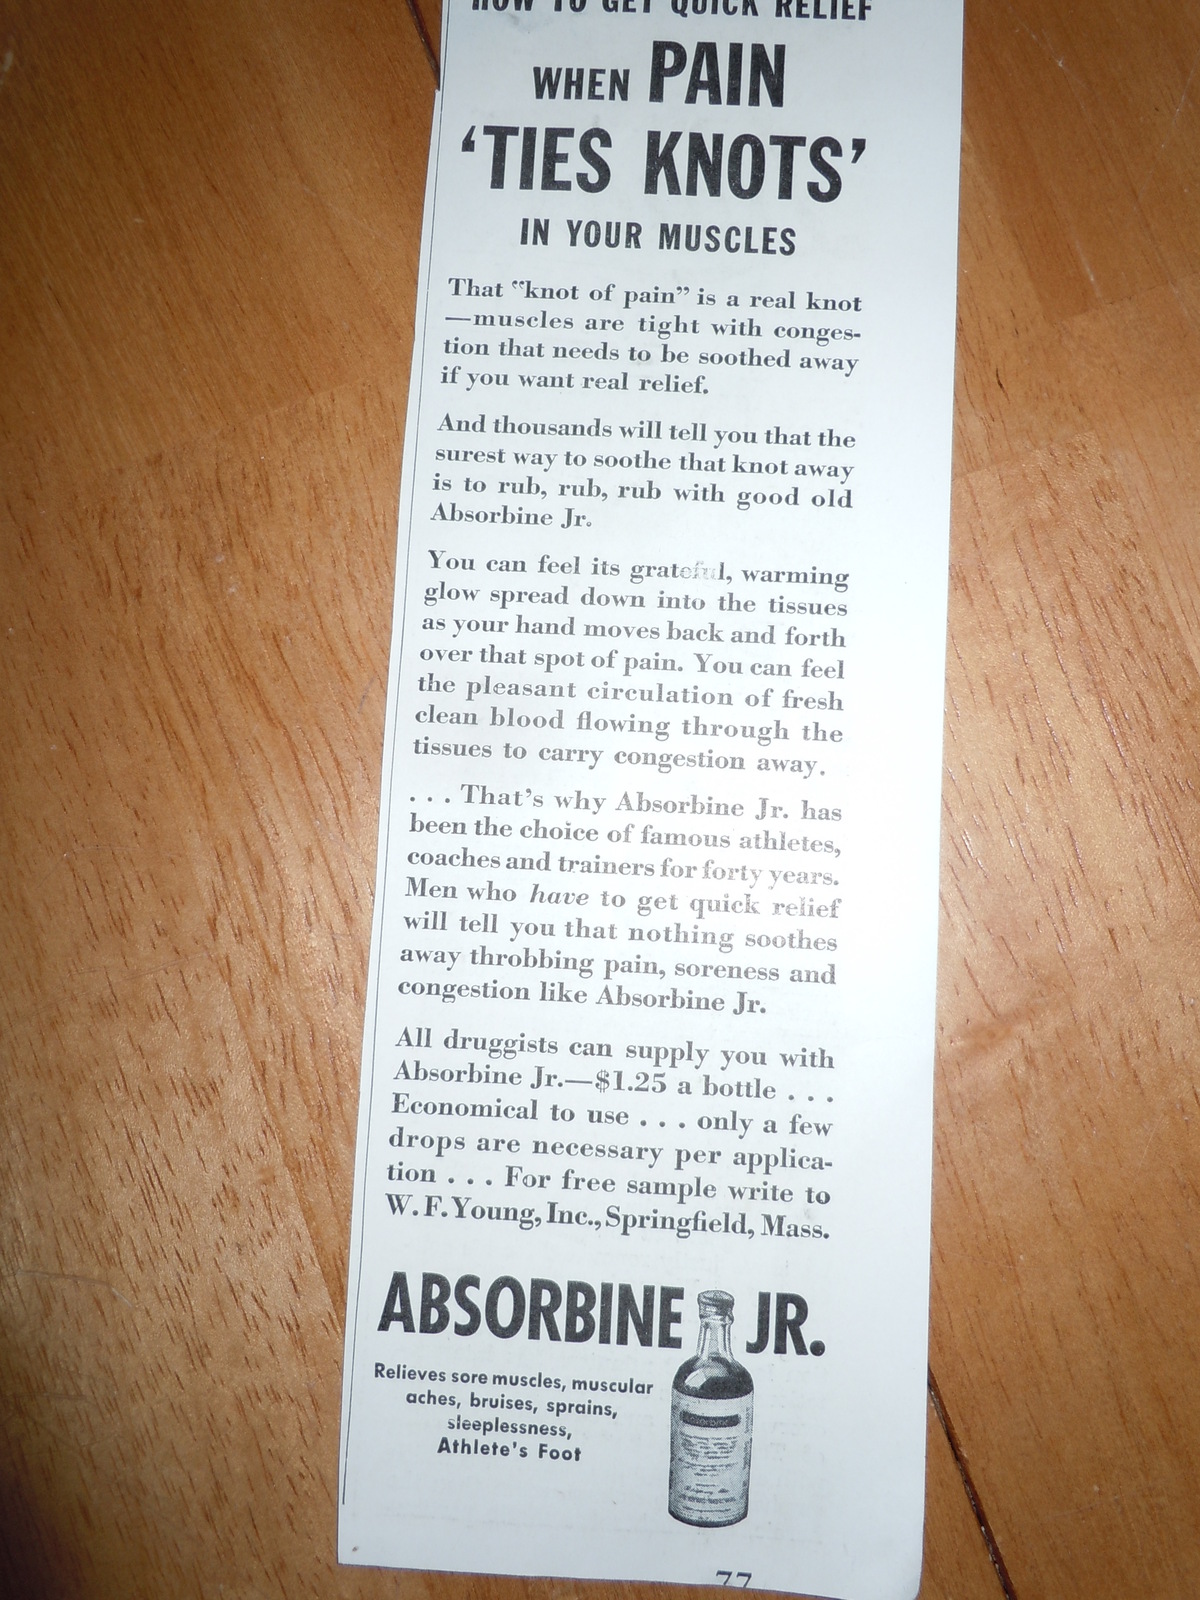 HOW TO GET QUICK RELIEF
WHEN PAIN
‘TIES KNOTS’
IN YOUR MUSCLES
That “knot of pain” is a real knot
—muscles are tight with conges-
tion that needs to be soothed away
if you want real relief.
And thousands will tell you that the
surest way to soothe that knot away
is to rub, rub, rub with good old
Absorbine Jr.
You can feel its grateful, warming
glow spread down into the tissues
as your hand moves back and forth
over that spot of pain. You can feel
the pleasant circulation of fresh
clean blood flowing through the
tissues to carry congestion away.
. . . That’s why Absorbine Jr. has
been the choice of famous athletes,
coaches and trainers for forty years.
Men who have to get quick relief
will tell you that nothing soothes
away throbbing pain, soreness and
congestion like Absorbine Jr.
All druggists can supply you with
Absorbine Jr.—$1.25 a bottle . . .
Economical to use . . . only a few
drops are necessary per applica-
tion . . . For free sample write to
W. F. Young, Inc., Springfield, Mass.
ABSORBINE JR.
Relieves sore muscles, muscular
aches, bruises, sprains,
sleeplessness,
Athlete's Foot
Absorbine
77